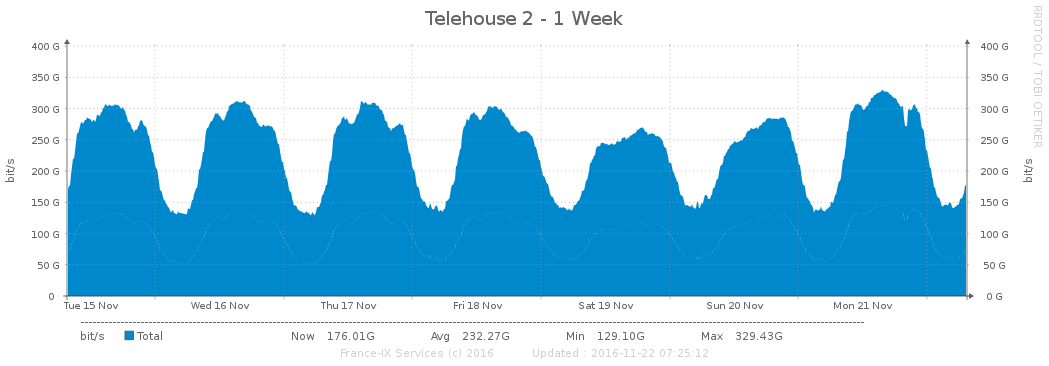 Telehouse 2 - 1 Week
RRDTOOL / TOBI OETIKER
400 G 400 G
350 G 350 G
300 G 300 G
250 G 250 G
200 G 200 G
150 G 150 G
100 G 100 G
50 G 50 G
0 0 G
bit/s
bit/s
Tue 15 Nov Wed 16 Nov Thu 17 Nov Fri 18 Nov Sat 19 Nov Sun 20 Nov Mon 21 Nov
bit/s Total Now 176.01G Avg 232.27G Min 129.10G Max 329.43G
France-IX Services (c) 2016 Updated : 2016-11-22 07:25:12